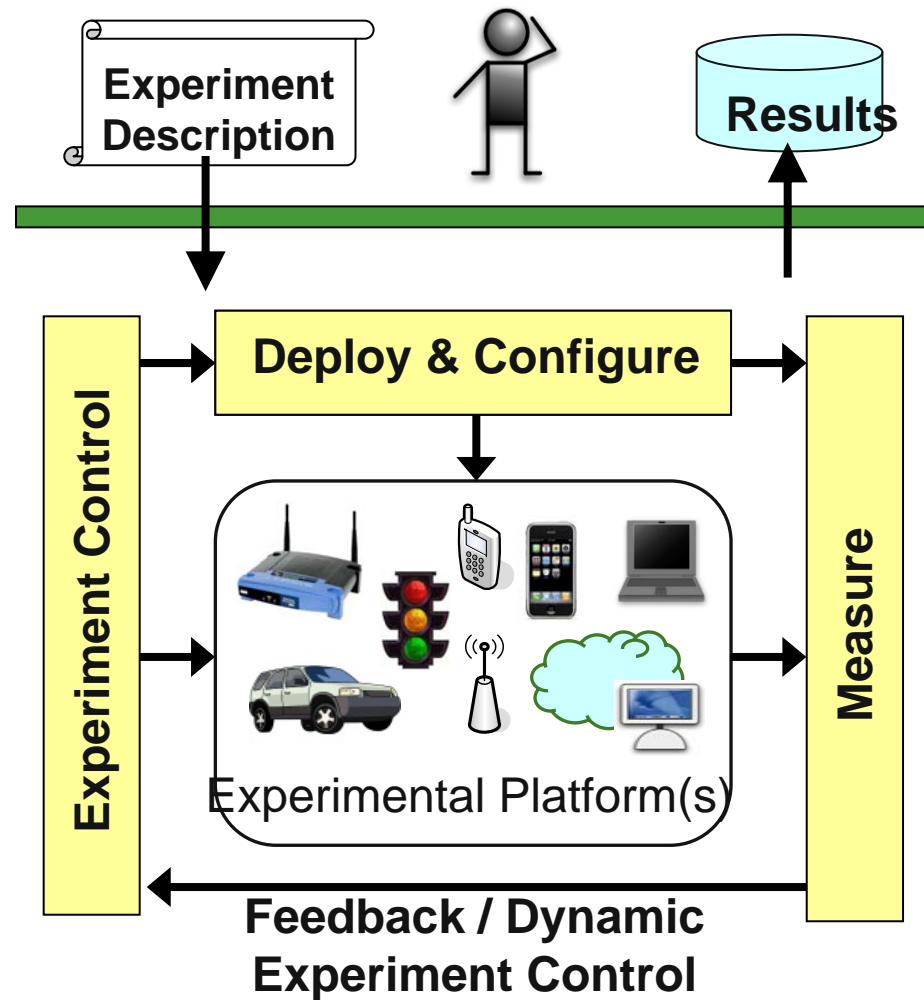 Experiment
Description
Results
Deploy & Configure
Experiment Control
Measure
Experimental Platform(s)
Feedback / Dynamic
Experiment Control